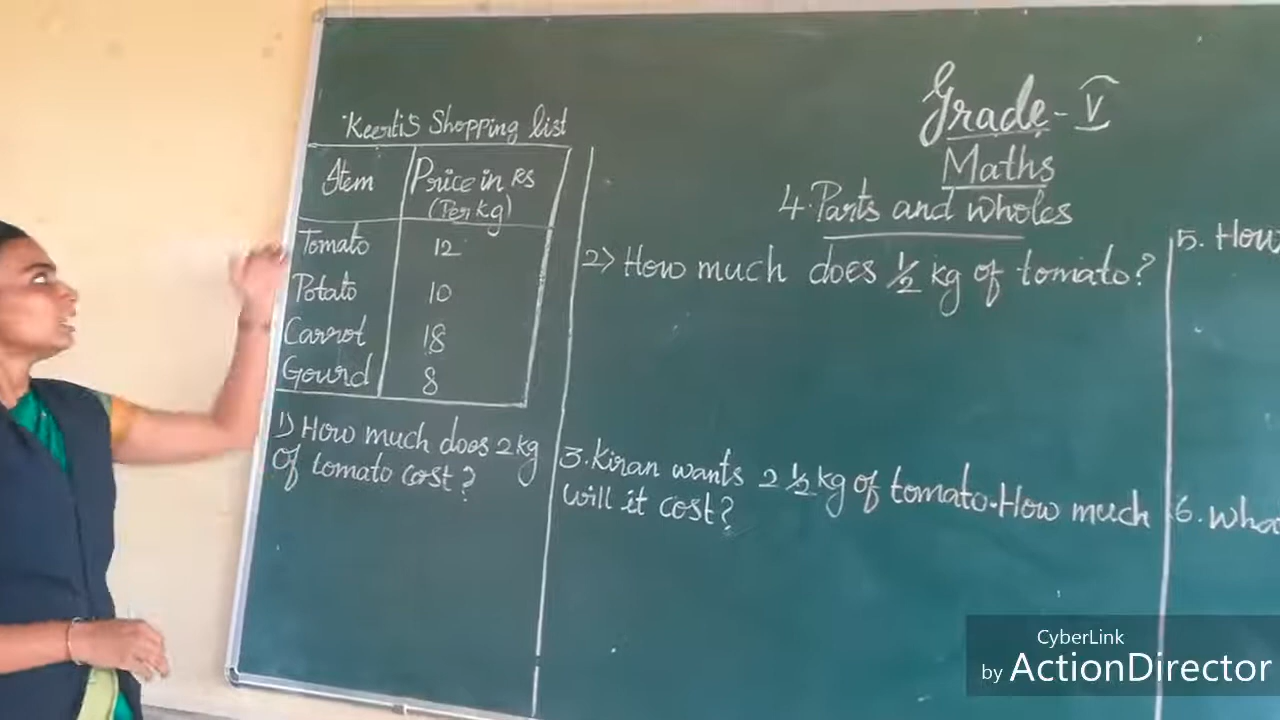 Keerti's Shopping list
Item Price in Rs
(Per kg)
Tomato 12
Potato 10
Carrot 18
Gourd 8
1) How much does 2 kg
of tomato cost?
Grade - V
Maths
4. Parts and wholes
2) How much does 1/2 kg of tomato?
3. Kiran wants 2 1/2 kg of tomato. How much
will it cost?
5. How
6. Wha
CyberLink
by ActionDirector